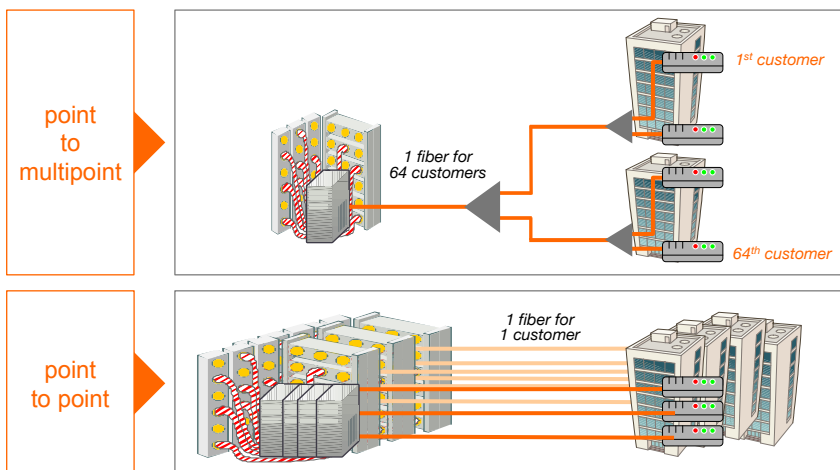 point
to
multipoint
1 fiber for
64 customers
1st customer
64th customer
point
to point
1 fiber for
1 customer